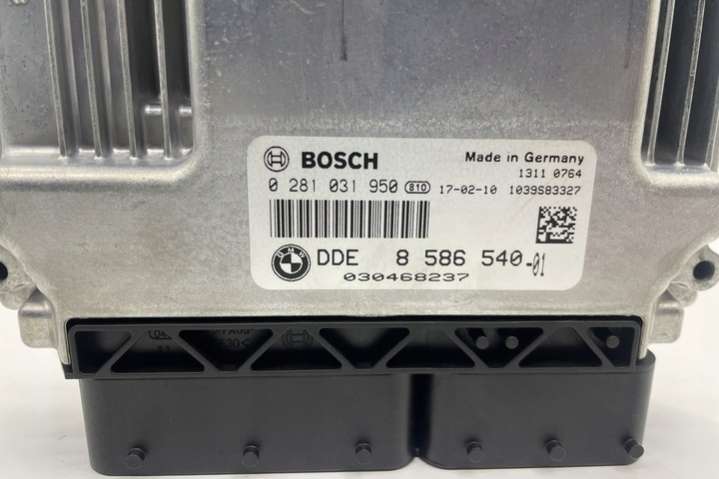 BOSCH
Made in Germany
1311 0764
0 281 031 950 810 17-02-10 1039S83327
BMW
DDE 8 586 540-01
030468237